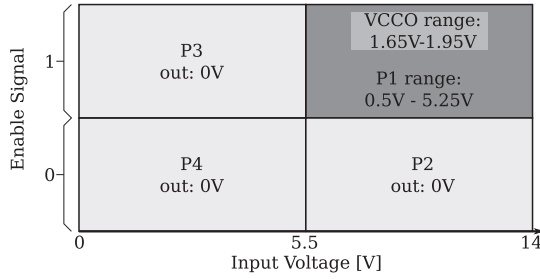 Enable Signal
1
0
P3
out: 0V
VCCO range:
1.65V-1.95V
P1 range:
0.5V - 5.25V
P4
out: 0V
P2
out: 0V
0
5.5
14
Input Voltage [V]